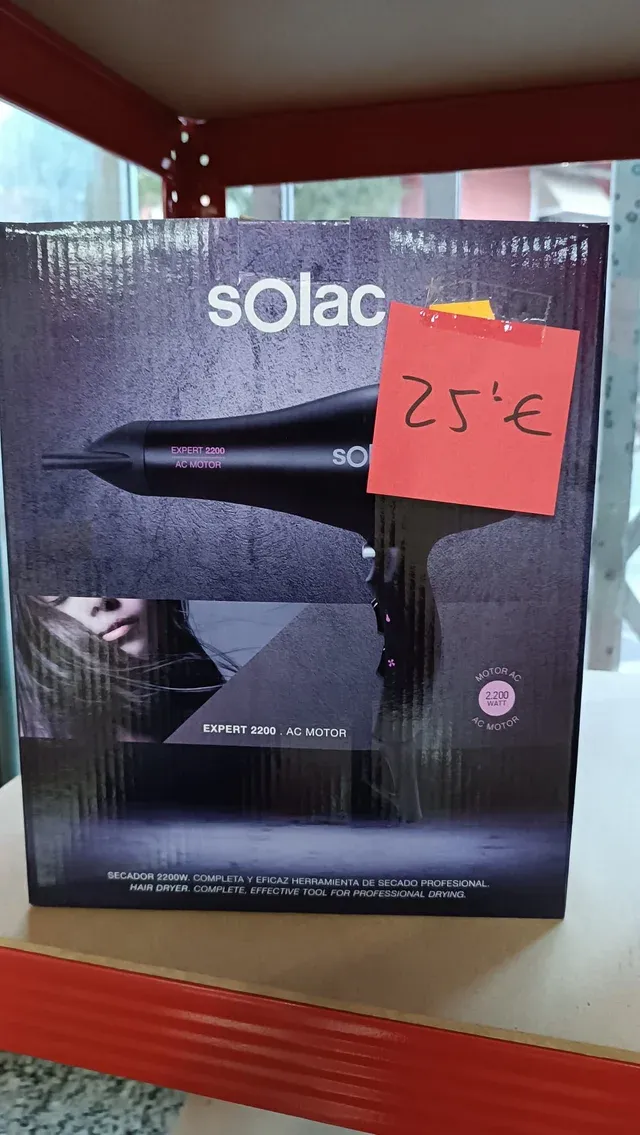 solac
25'€
EXPERT 2200
AC MOTOR
sol
EXPERT 2200 . AC MOTOR
MOTOR AC
2.200
WATT
AC MOTOR
SECADOR 2200W. COMPLETA Y EFICAZ HERRAMIENTA DE SECADO PROFESIONAL.
HAIR DRYER. COMPLETE, EFFECTIVE TOOL FOR PROFESSIONAL DRYING.